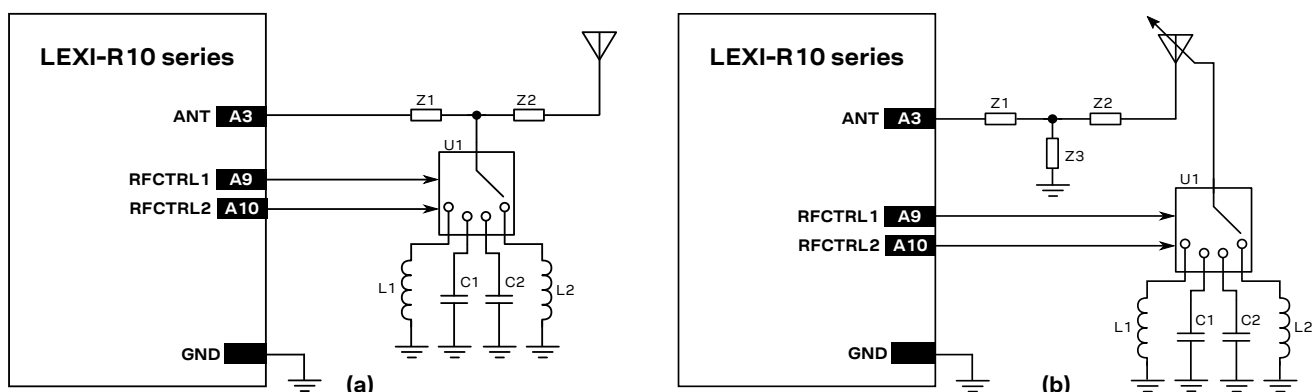 LEXI-R10 series
ANT A3
Z1
Z2
U1
RFCTRL1 A9
RFCTRL2 A10
L1
C1
C2
L2
GND
(a)
LEXI-R10 series
ANT A3
Z1
Z2
Z3
U1
RFCTRL1 A9
RFCTRL2 A10
L1
C1
C2
L2
GND
(b)